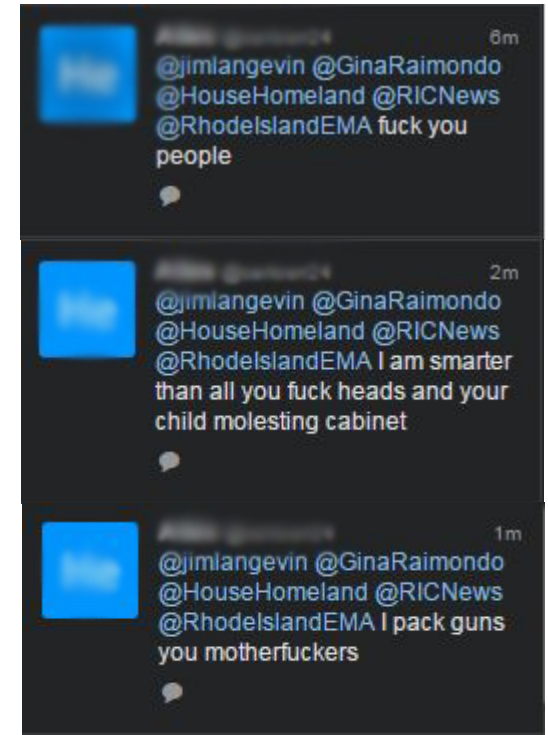 6m
@jimlangevin @GinaRaimondo
@HouseHomeland @RICNews
@RhodeIslandEMA fuck you
people
2m
@jimlangevin @GinaRaimondo
@HouseHomeland @RICNews
@RhodeIslandEMA I am smarter
than all you fuck heads and your
child molesting cabinet
1m
@jimlangevin @GinaRaimondo
@HouseHomeland @RICNews
@RhodeIslandEMA I pack guns
you motherfuckers